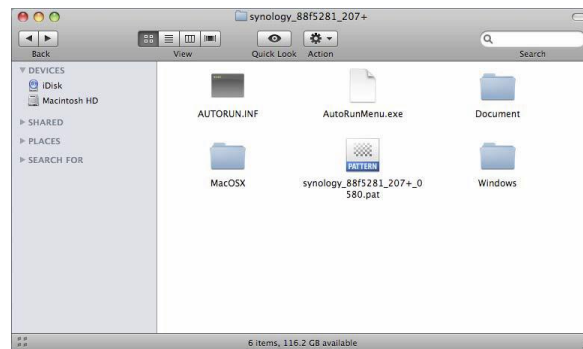 synology_88f5281_207+
Back
View
Quick Look
Action
Search
DEVICES
iDisk
Macintosh HD
SHARED
PLACES
SEARCH FOR
AUTORUN.INF
AutoRunMenu.exe
Document
MacOSX
PATTERN
synology_88f5281_207+_0
580.pat
Windows
6 items, 116.2 GB available